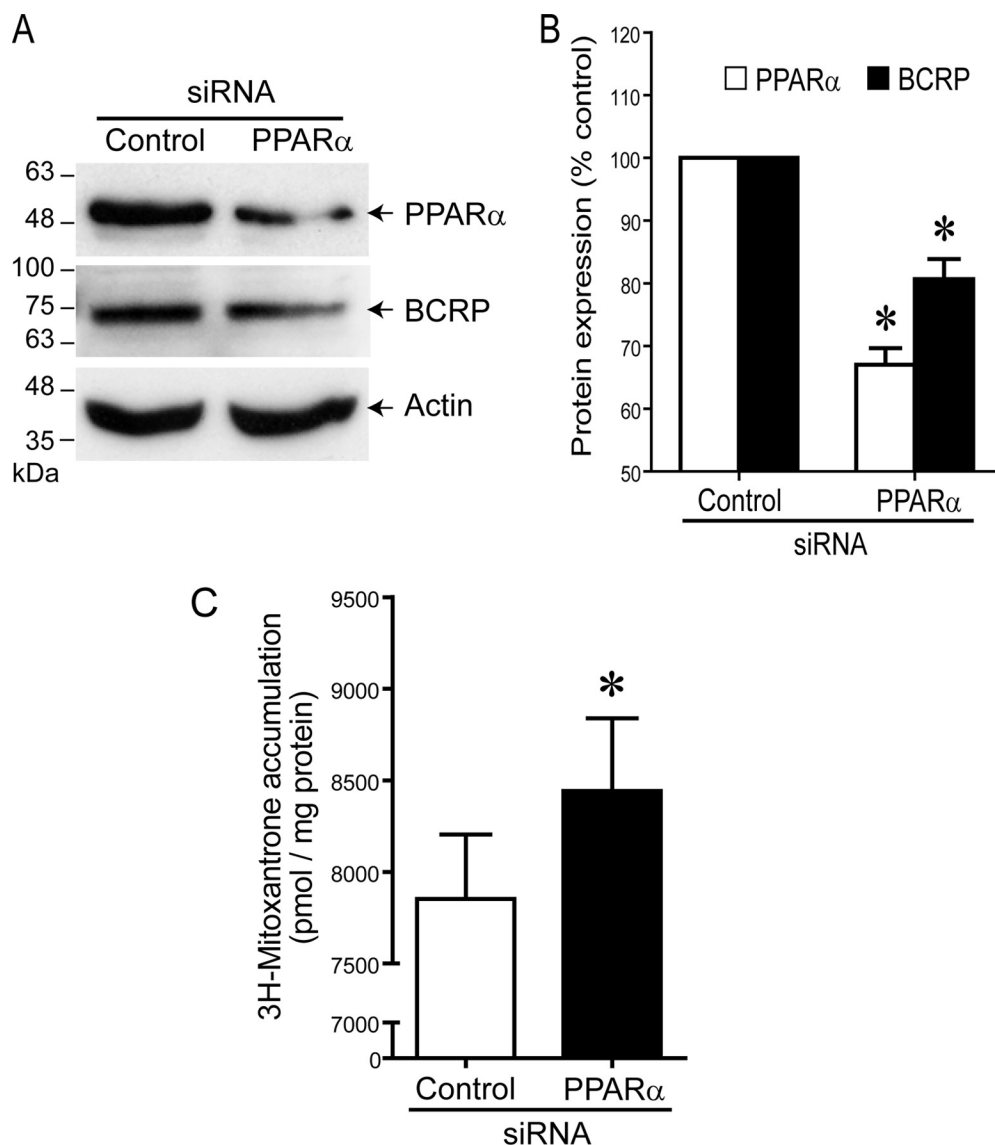 A
siRNA
Control PPARα
63
48
PPARα
100
75
63
BCRP
48
35
Actin
kDa
B
Protein expression (% control)
120
110
100
90
80
70
60
50
PPARα BCRP
*
*
Control PPARα
siRNA
C
3H-Mitoxantrone accumulation
(pmol / mg protein)
9500
9000
8500
8000
7500
7000
0
*
Control PPARα
siRNA